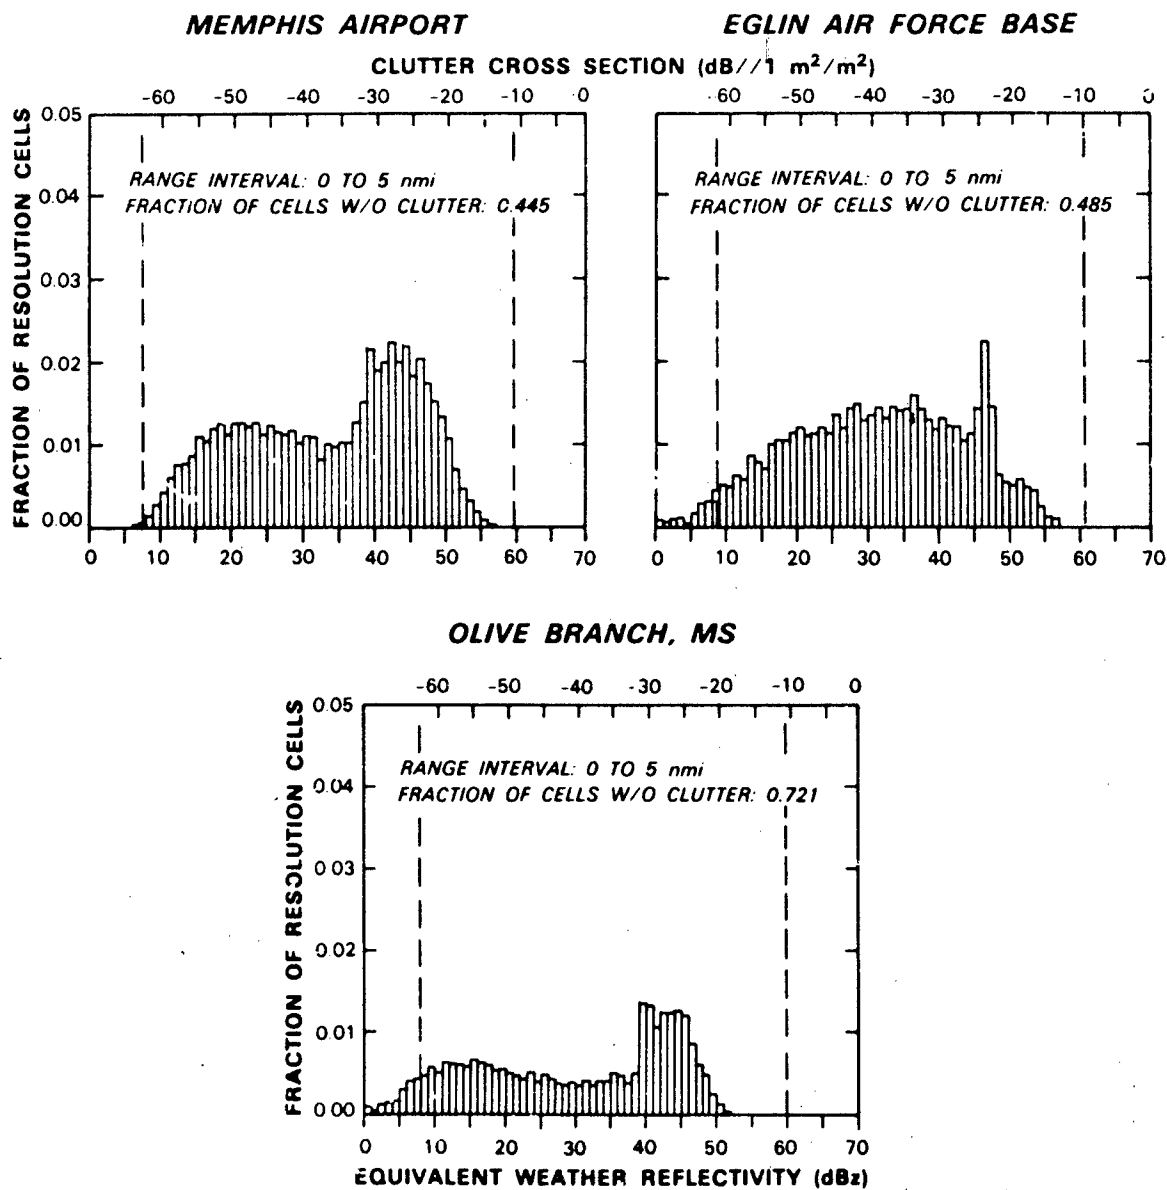 MEMPHIS AIRPORT
EGLIN AIR FORCE BASE
CLUTTER CROSS SECTION (dB//1 m²/m²)
-60 -50 -40 -30 -20 -10 0
-60 -50 -40 -30 -20 -10 0
FRACTION OF RESOLUTION CELLS
0.05
0.04
0.03
0.02
0.01
0.00
RANGE INTERVAL: 0 TO 5 nmi
FRACTION OF CELLS W/O CLUTTER: 0.445
RANGE INTERVAL: 0 TO 5 nmi
FRACTION OF CELLS W/O CLUTTER: 0.485
0 10 20 30 40 50 60 70
0 10 20 30 40 50 60 70
OLIVE BRANCH, MS
-60 -50 -40 -30 -20 -10 0
FRACTION OF RESOLUTION CELLS
0.05
0.04
0.03
0.02
0.01
0.00
RANGE INTERVAL: 0 TO 5 nmi
FRACTION OF CELLS W/O CLUTTER: 0.721
0 10 20 30 40 50 60 70
EQUIVALENT WEATHER REFLECTIVITY (dBz)